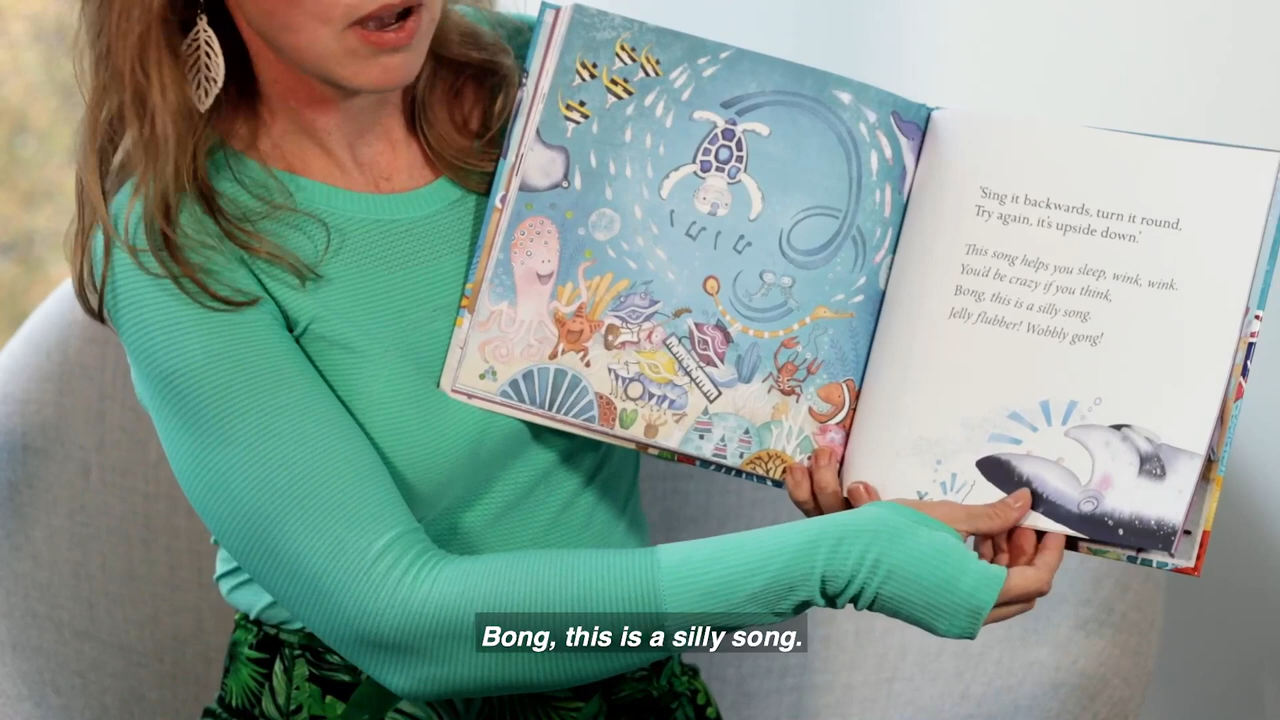 'Sing it backwards, turn it round,
Try again, it's upside down.'
This song helps you sleep, wink, wink.
You'd be crazy if you think,
Bong, this is a silly song.
Jelly flubber! Wobbly gong!
Bong, this is a silly song.